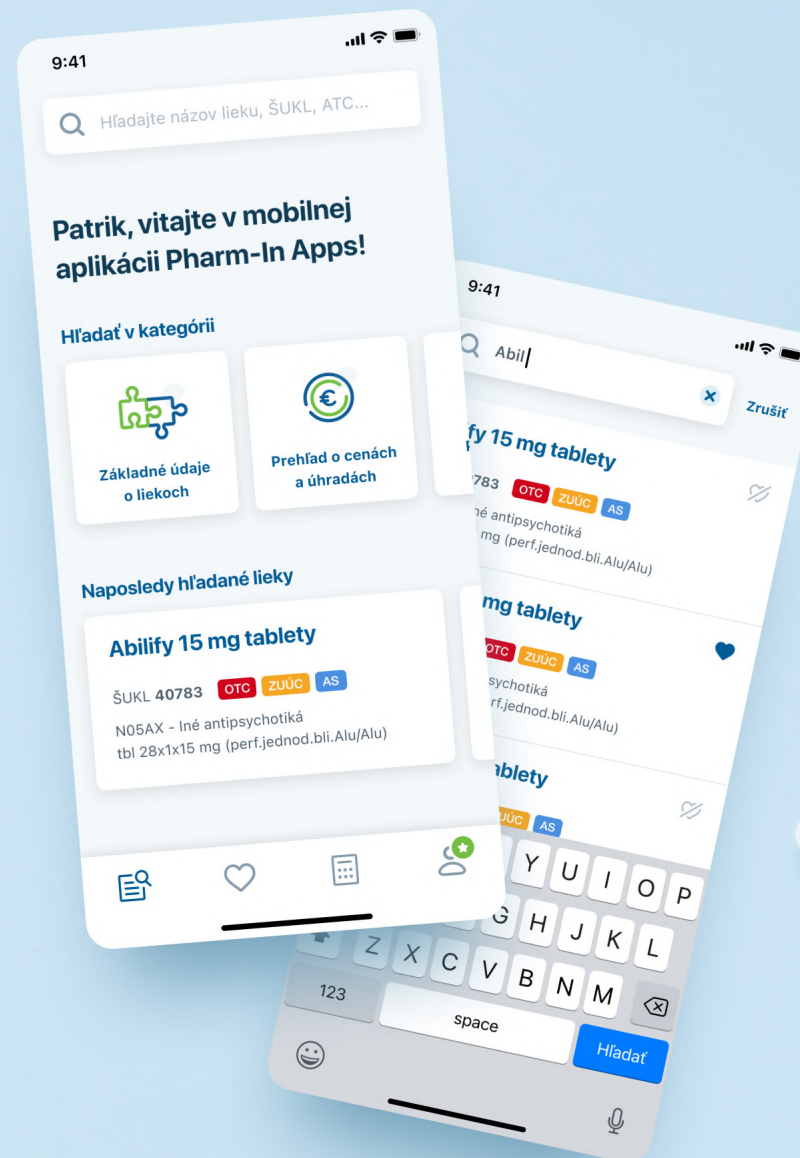 9:41
Hľadajte názov lieku, ŠUKL, ATC...
Patrik, vitajte v mobilnej
aplikácii Pharm-In Apps!
Hľadať v kategórii
Základné údaje
o liekoch
Prehľad o cenách
a úhradách
Naposledy hľadané lieky
Abilify 15 mg tablety
ŠUKL 40783 OTC ZUÚC AS
N05AX - Iné antipsychotiká
tbl 28x1x15 mg (perf.jednod.bli.Alu/Alu)
9:41
Abil
Zrušiť
fy 15 mg tablety
783 OTC ZUÚC AS
né antipsychotiká
mg (perf.jednod.bli.Alu/Alu)
mg tablety
OTC ZUÚC AS
sychotiká
rf.jednod.bli.Alu/Alu)
ablety
UÚC AS
Y U I O P
G H J K L
Z X C V B N M
123 space Hľadať